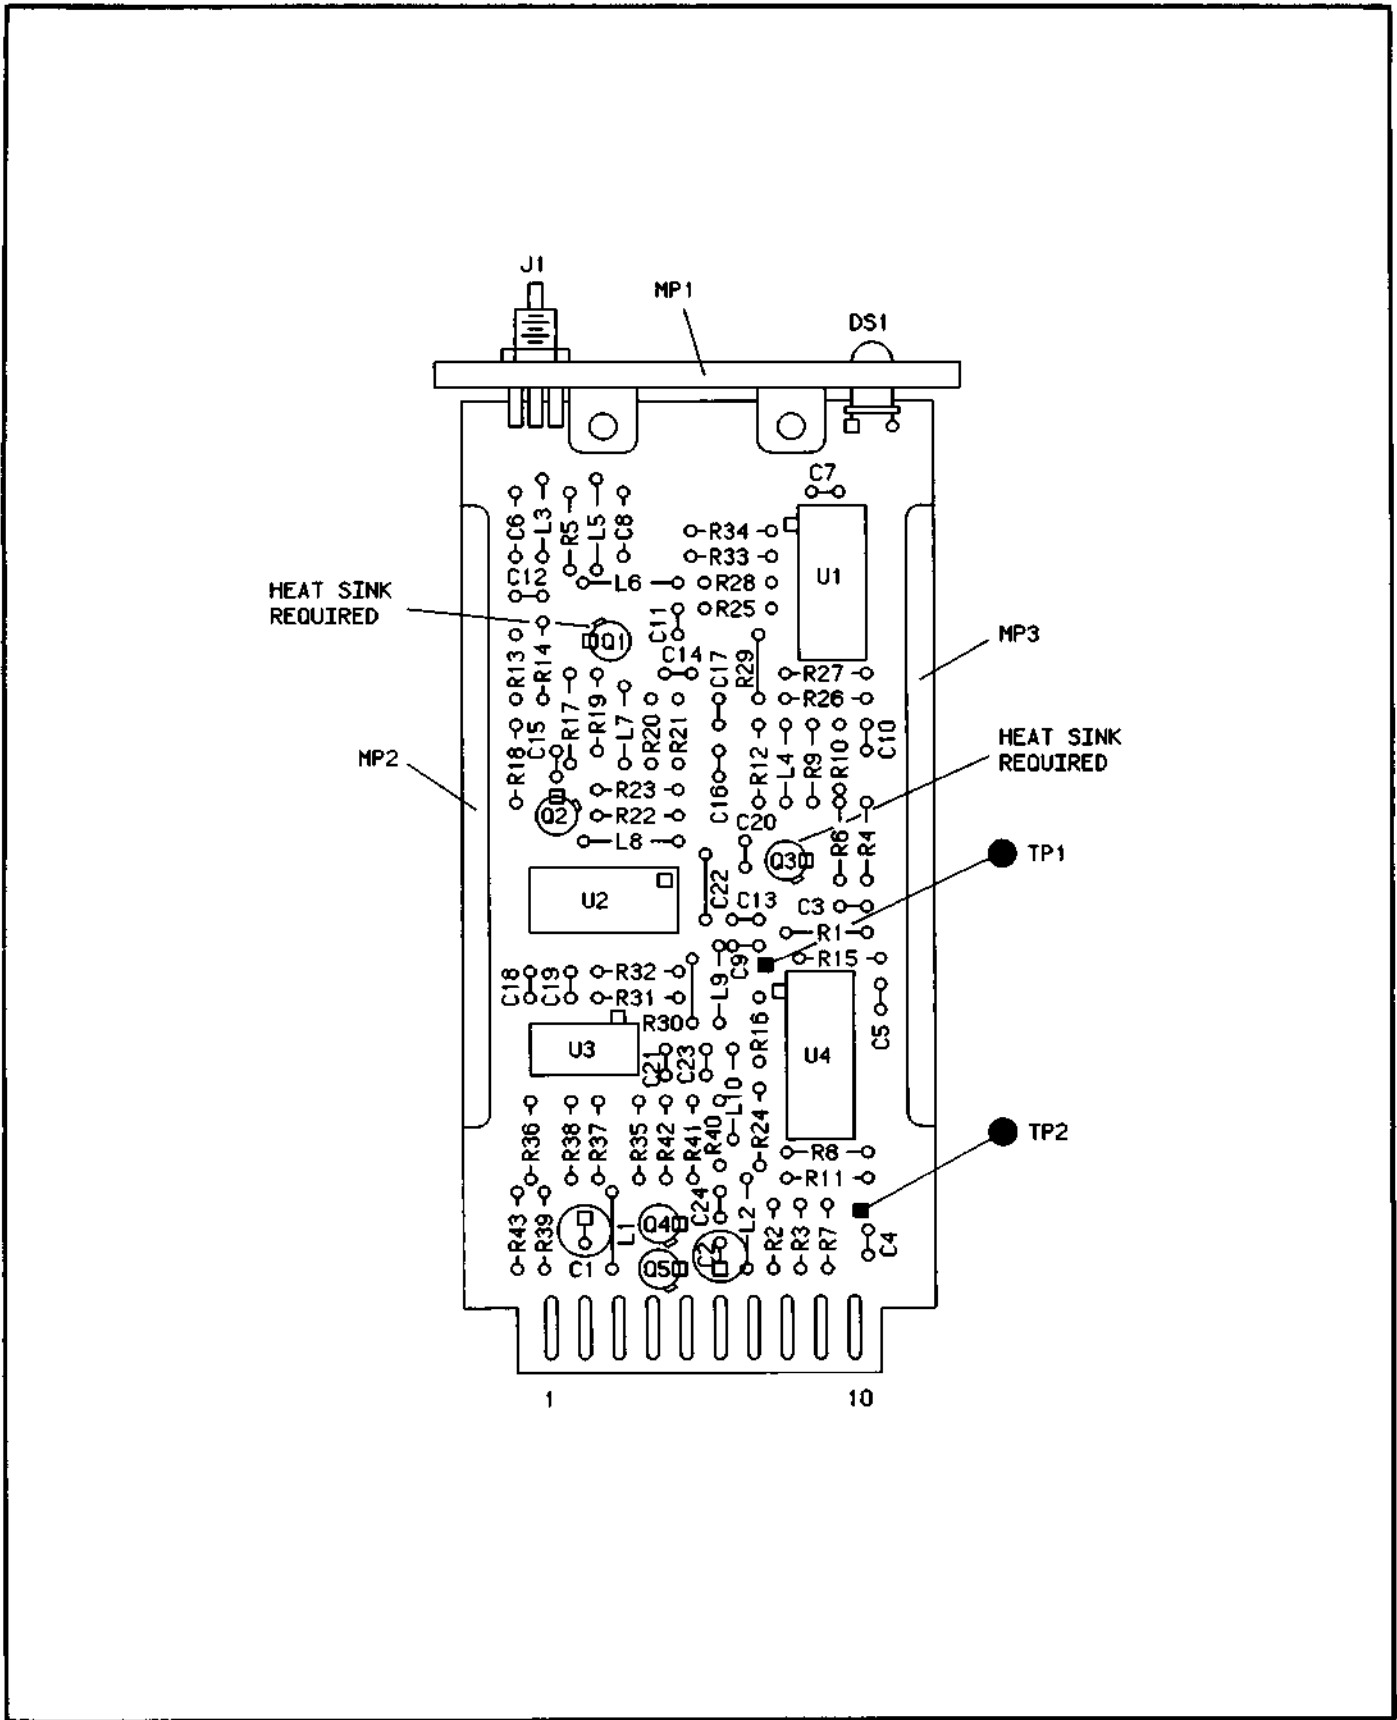 J1
MP1
DS1
C7
C6
L3
R5
L5
C8
R34
R33
U1
C12
L6
R28
HEAT SINK
REQUIRED
R25
C11
Q1
MP3
R13
R14
C14
C17
R29
R27
R26
R18
C15
R17
R19
L7
R20
R21
R12
L4
R9
R10
C10
HEAT SINK
REQUIRED
MP2
R23
C16
Q2
R22
C20
L8
R6
R4
Q3
TP1
C22
U2
C13
C3
R1
C9
R15
C18
C19
R32
R31
L9
R30
R16
C5
U3
C21
C23
U4
L10
R36
R38
R37
R35
R42
R41
R40
R24
TP2
R8
R11
C24
R43
R39
L1
Q4
L2
R2
R3
R7
C4
C1
Q5
C2
1
10